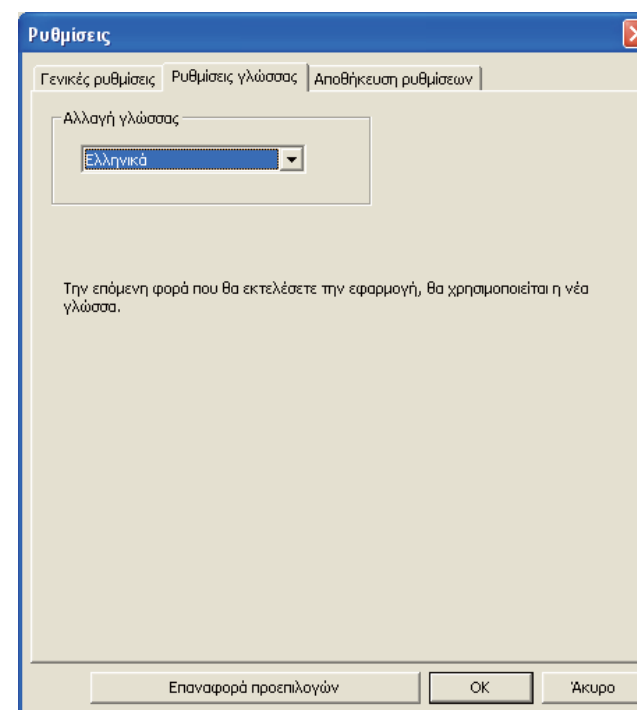 Ρυθμίσεις
Γενικές ρυθμίσεις Ρυθμίσεις γλώσσας Αποθήκευση ρυθμίσεων
Αλλαγή γλώσσας
Ελληνικά
Την επόμενη φορά που θα εκτελέσετε την εφαρμογή, θα χρησιμοποιείται η νέα
γλώσσα.
Επαναφορά προεπιλογών OK Άκυρο